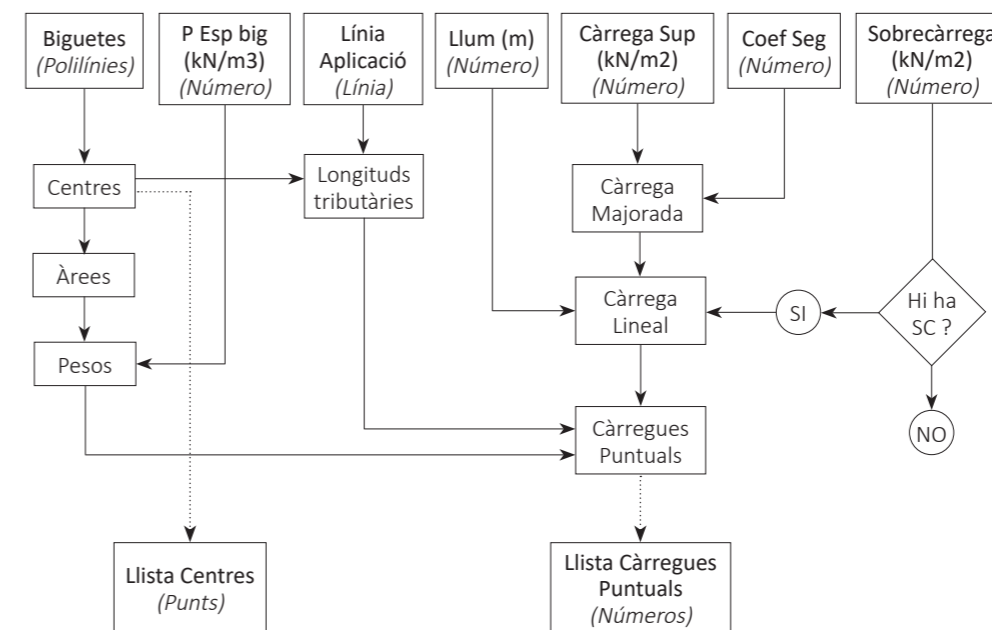 Biguetes
(Polilínies)
P Esp big
(kN/m3)
(Número)
Línia
Aplicació
(Línia)
Llum (m)
(Número)
Càrrega Sup
(kN/m2)
(Número)
Coef Seg
(Número)
Sobrecàrrega
(kN/m2)
(Número)
Centres
Longituds
tributàries
Càrrega
Majorada
Àrees
Càrrega
Lineal
SI
Hi ha
SC ?
Pesos
Càrregues
Puntuals
NO
Llista Centres
(Punts)
Llista Càrregues
Puntuals
(Números)